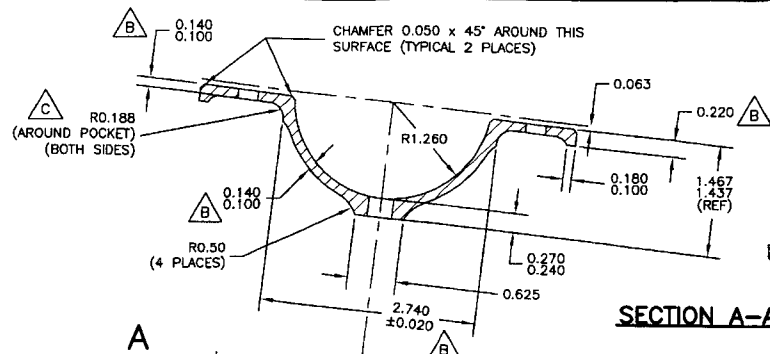 B
0.140
0.100
CHAMFER 0.050 x 45° AROUND THIS
SURFACE (TYPICAL 2 PLACES)
C
R0.188
(AROUND POCKET)
(BOTH SIDES)
R1.260
0.063
0.220
B
0.140
0.100
B
0.180
0.100
1.467
1.437
(REF)
R0.50
(4 PLACES)
0.270
0.240
0.625
2.740
±0.020
B
SECTION A-A
A